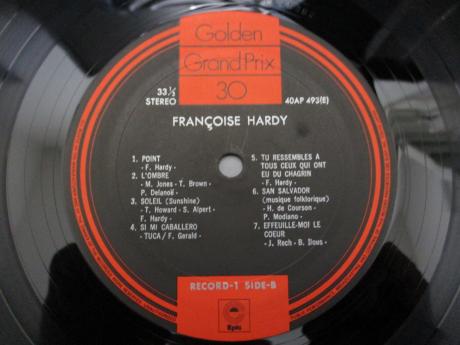 Golden
Grand Prix
30
33 1/3
STEREO
40AP 493(E)
FRANÇOISE HARDY
1. POINT
- F. Hardy -
2. L'OMBRE
- M. Jones - T. Brown -
P. Delanoë -
3. SOLEIL (Sunshine)
- T. Howard - S. Alpert -
F. Hardy -
4. SI MI CABALLERO
- TUCA / F. Gerald -
5. TU RESSEMBLES A
TOUS CEUX QUI ONT
EU DU CHAGRIN
- F. Hardy -
6. SAN SALVADOR
(musique folklorique)
- H. de Courson -
P. Modiano -
7. EFFEUILLE-MOI LE
COEUR
- J. Rech - B. Dous -
RECORD-1 SIDE-B
Epic